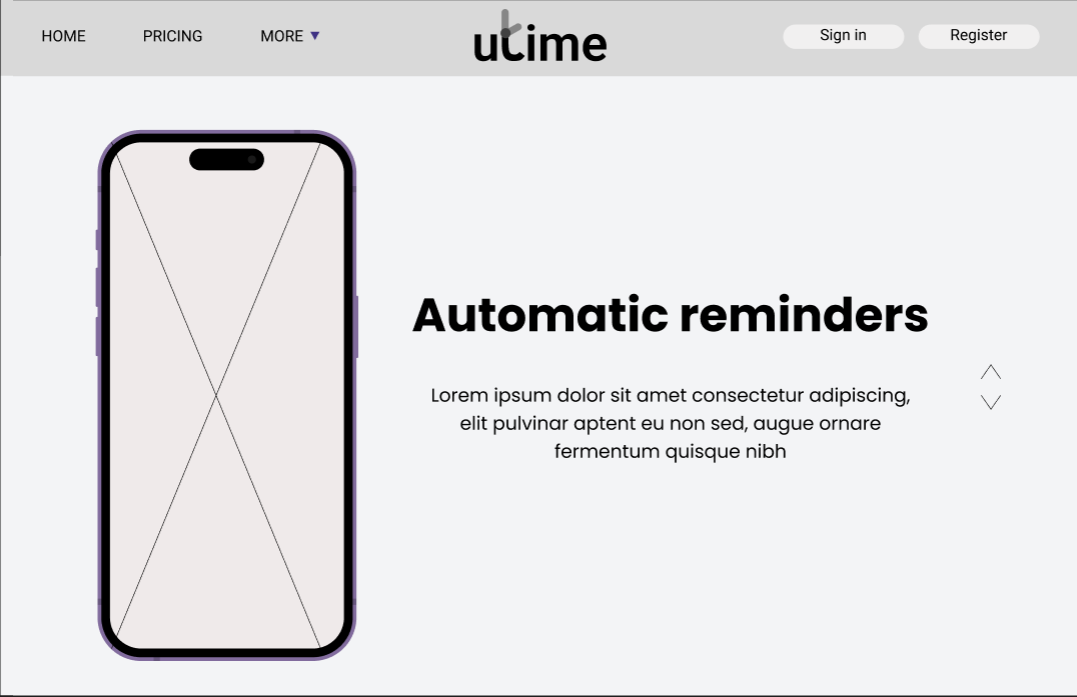 HOME PRICING MORE utime Sign in Register
Automatic reminders
Lorem ipsum dolor sit amet consectetur adipiscing,
elit pulvinar aptent eu non sed, augue ornare
fermentum quisque nibh